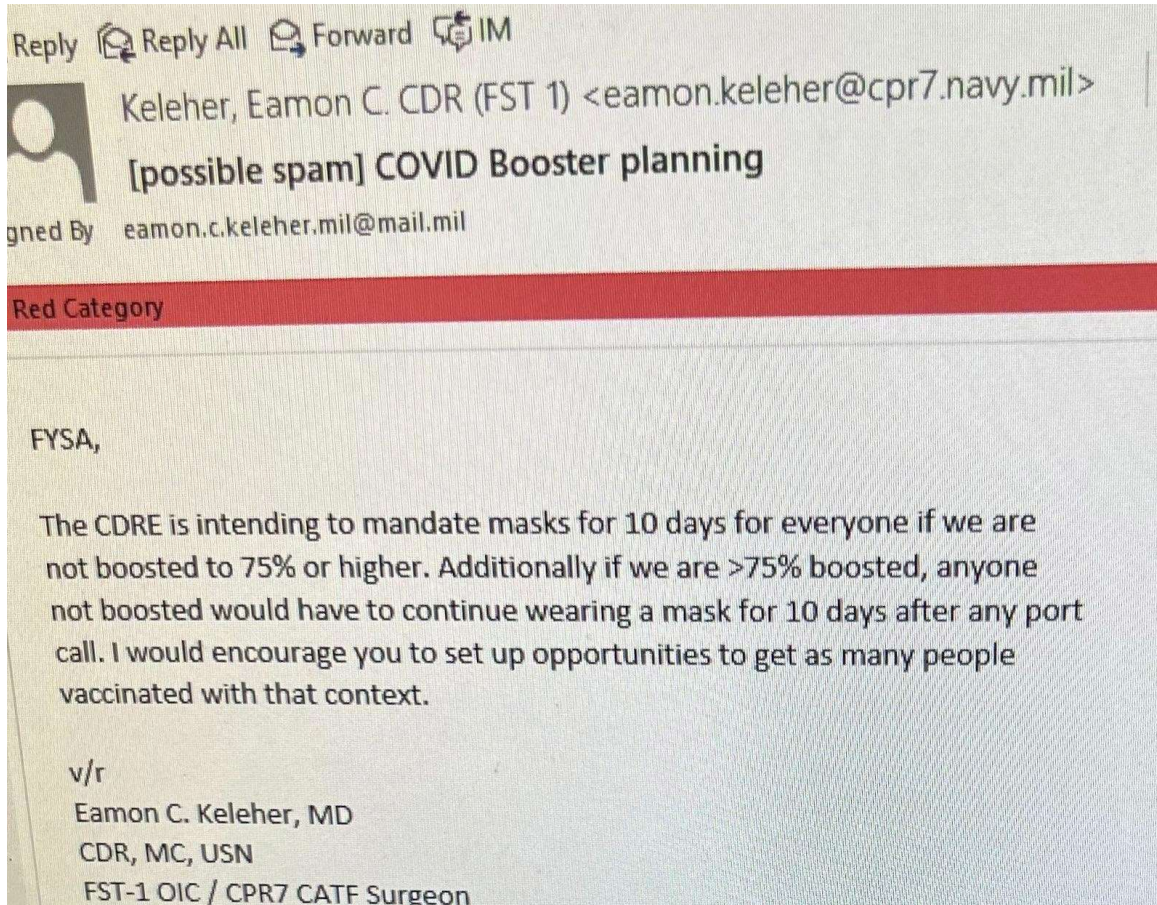 Reply Reply All Forward IM
Keleher, Eamon C. CDR (FST 1) <eamon.keleher@cpr7.navy.mil>
[possible spam] COVID Booster planning
gned By eamon.c.keleher.mil@mail.mil
Red Category
FYSA,
The CDRE is intending to mandate masks for 10 days for everyone if we are
not boosted to 75% or higher. Additionally if we are >75% boosted, anyone
not boosted would have to continue wearing a mask for 10 days after any port
call. I would encourage you to set up opportunities to get as many people
vaccinated with that context.
v/r
Eamon C. Keleher, MD
CDR, MC, USN
FST-1 OIC / CPR7 CATF Surgeon